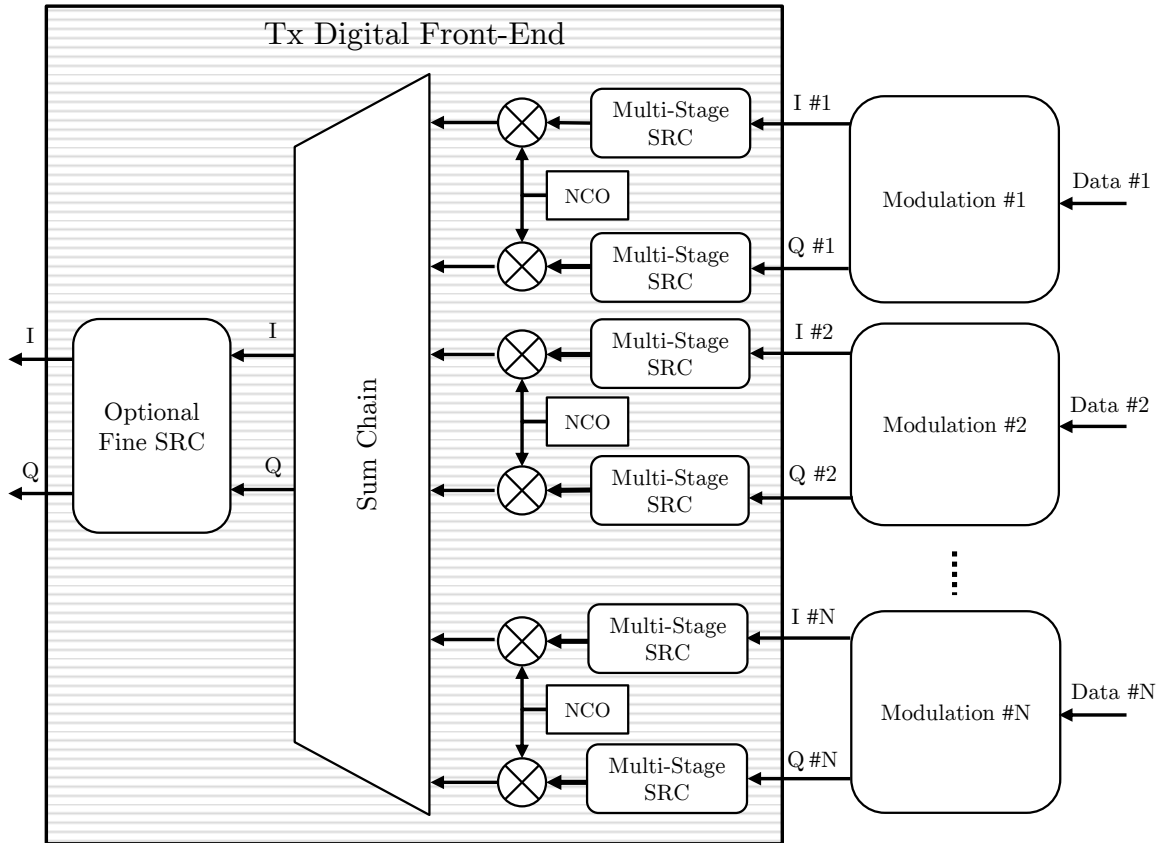 Tx Digital Front-End
Multi-Stage
SRC
I #1
Modulation #1
Data #1
NCO
Multi-Stage
SRC
Q #1
I
Optional
Fine SRC
Q
I
Q
Sum Chain
Multi-Stage
SRC
I #2
Modulation #2
Data #2
NCO
Multi-Stage
SRC
Q #2
Multi-Stage
SRC
I #N
Modulation #N
Data #N
NCO
Multi-Stage
SRC
Q #N